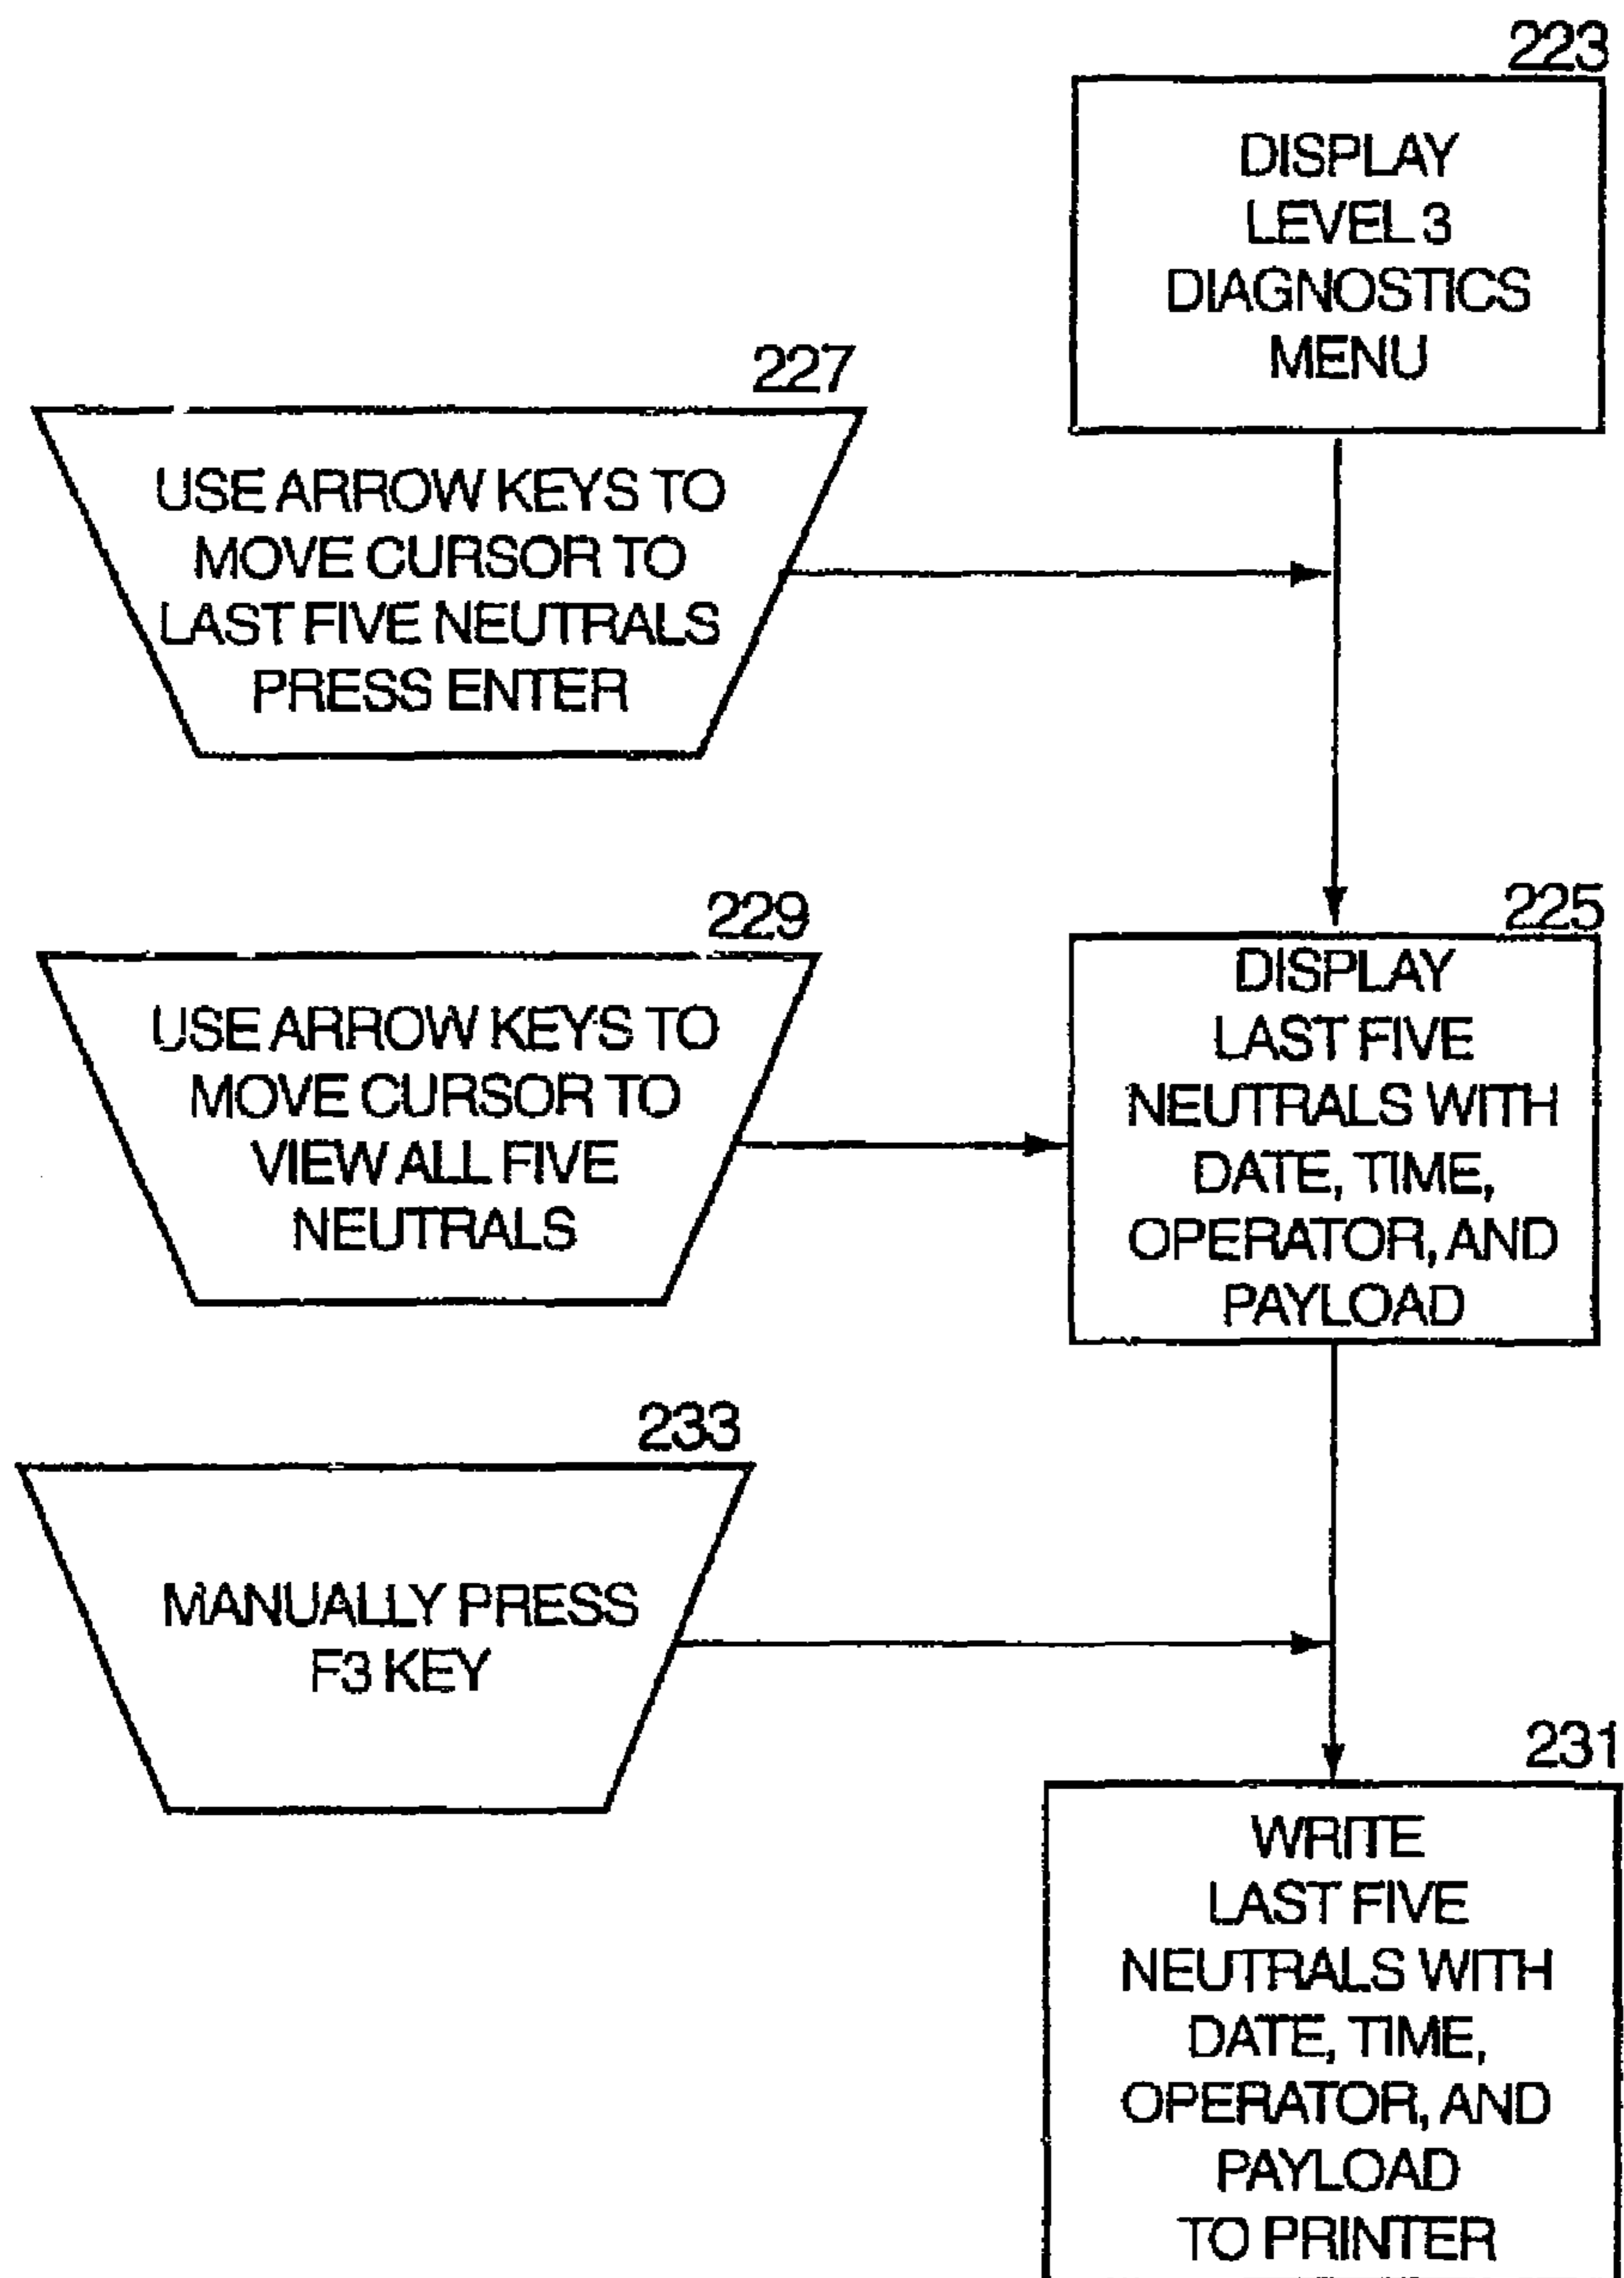 223
DISPLAY
LEVEL 3
DIAGNOSTICS
MENU
227
USE ARROW KEYS TO
MOVE CURSOR TO
LAST FIVE NEUTRALS
PRESS ENTER
229
USE ARROW KEYS TO
MOVE CURSOR TO
VIEW ALL FIVE
NEUTRALS
225
DISPLAY
LAST FIVE
NEUTRALS WITH
DATE, TIME,
OPERATOR, AND
PAYLOAD
233
MANUALLY PRESS
F3 KEY
231
WRITE
LAST FIVE
NEUTRALS WITH
DATE, TIME,
OPERATOR, AND
PAYLOAD
TO PRINTER